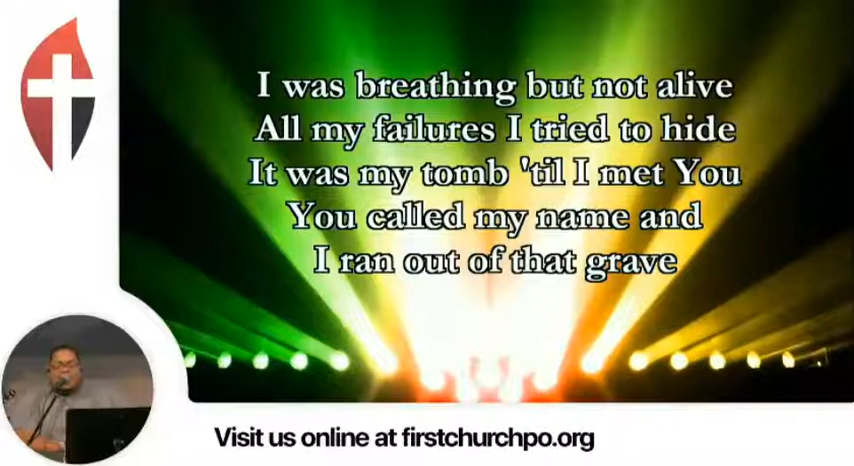 I was breathing but not alive
All my failures I tried to hide
It was my tomb 'til I met You
You called my name and
I ran out of that grave
Visit us online at firstchurchpo.org